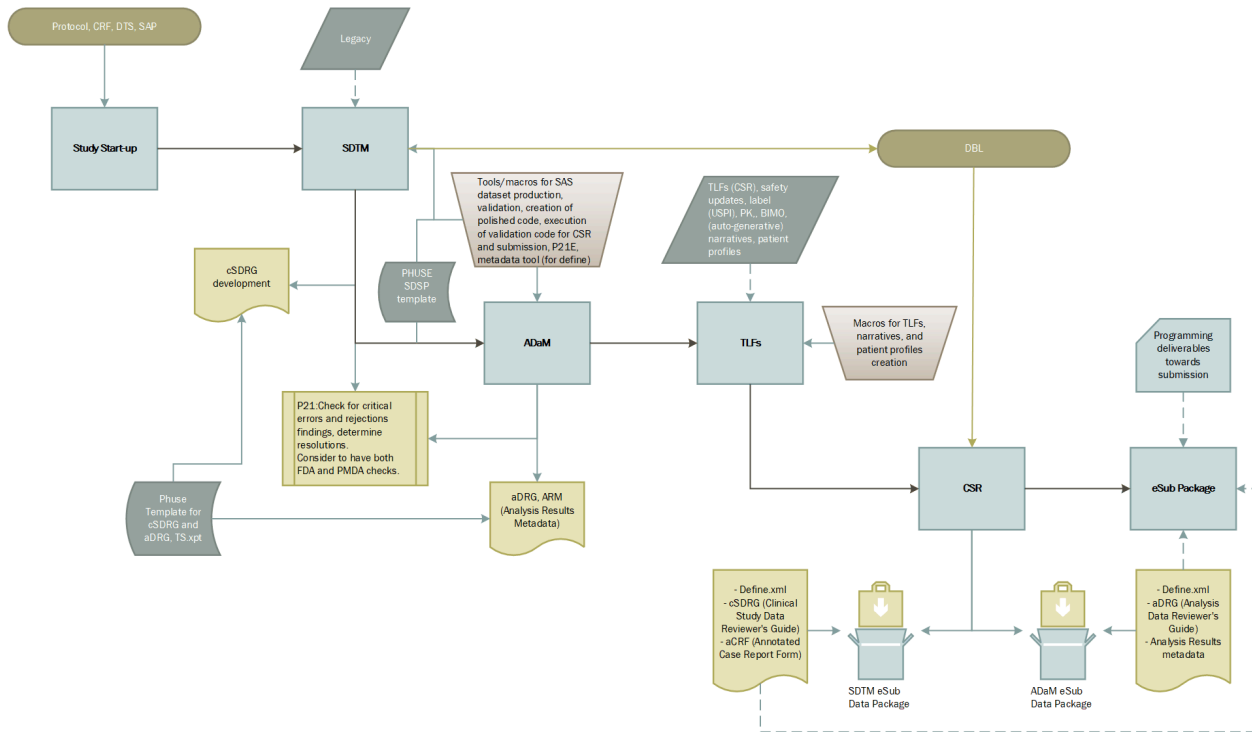 Protocol, CRF, DTS, SAP
Legacy
Study Start-up
SDTM
DBL
Tools/macros for SAS
dataset production,
validation, creation of
polished code, execution
of validation code for CSR
and submission, P21E,
metadata tool (for define)
TLFs (CSR), safety
updates, label
(USPI), PK,, BIMO,
(auto-generative)
narratives, patient
profiles
cSDRG
development
PHUSE
SDSP
template
ADaM
TLFs
Macros for TLFs,
narratives, and
patient profiles
creation
Programming
deliverables
towards
submission
P21:Check for critical
errors and rejections
findings, determine
resolutions.
Consider to have both
FDA and PMDA checks.
Phuse
Template for
cSDRG and
aDRG, TS.xpt
aDRG, ARM
(Analysis Results
Metadata)
CSR
eSub Package
- Define.xml
- cSDRG (Clinical
Study Data
Reviewer's Guide)
- aCRF (Annotated
Case Report Form)
SDTM eSub
Data Package
ADaM eSub
Data Package
- Define.xml
- aDRG (Analysis
Data Reviewer's
Guide)
- Analysis Results
metadata